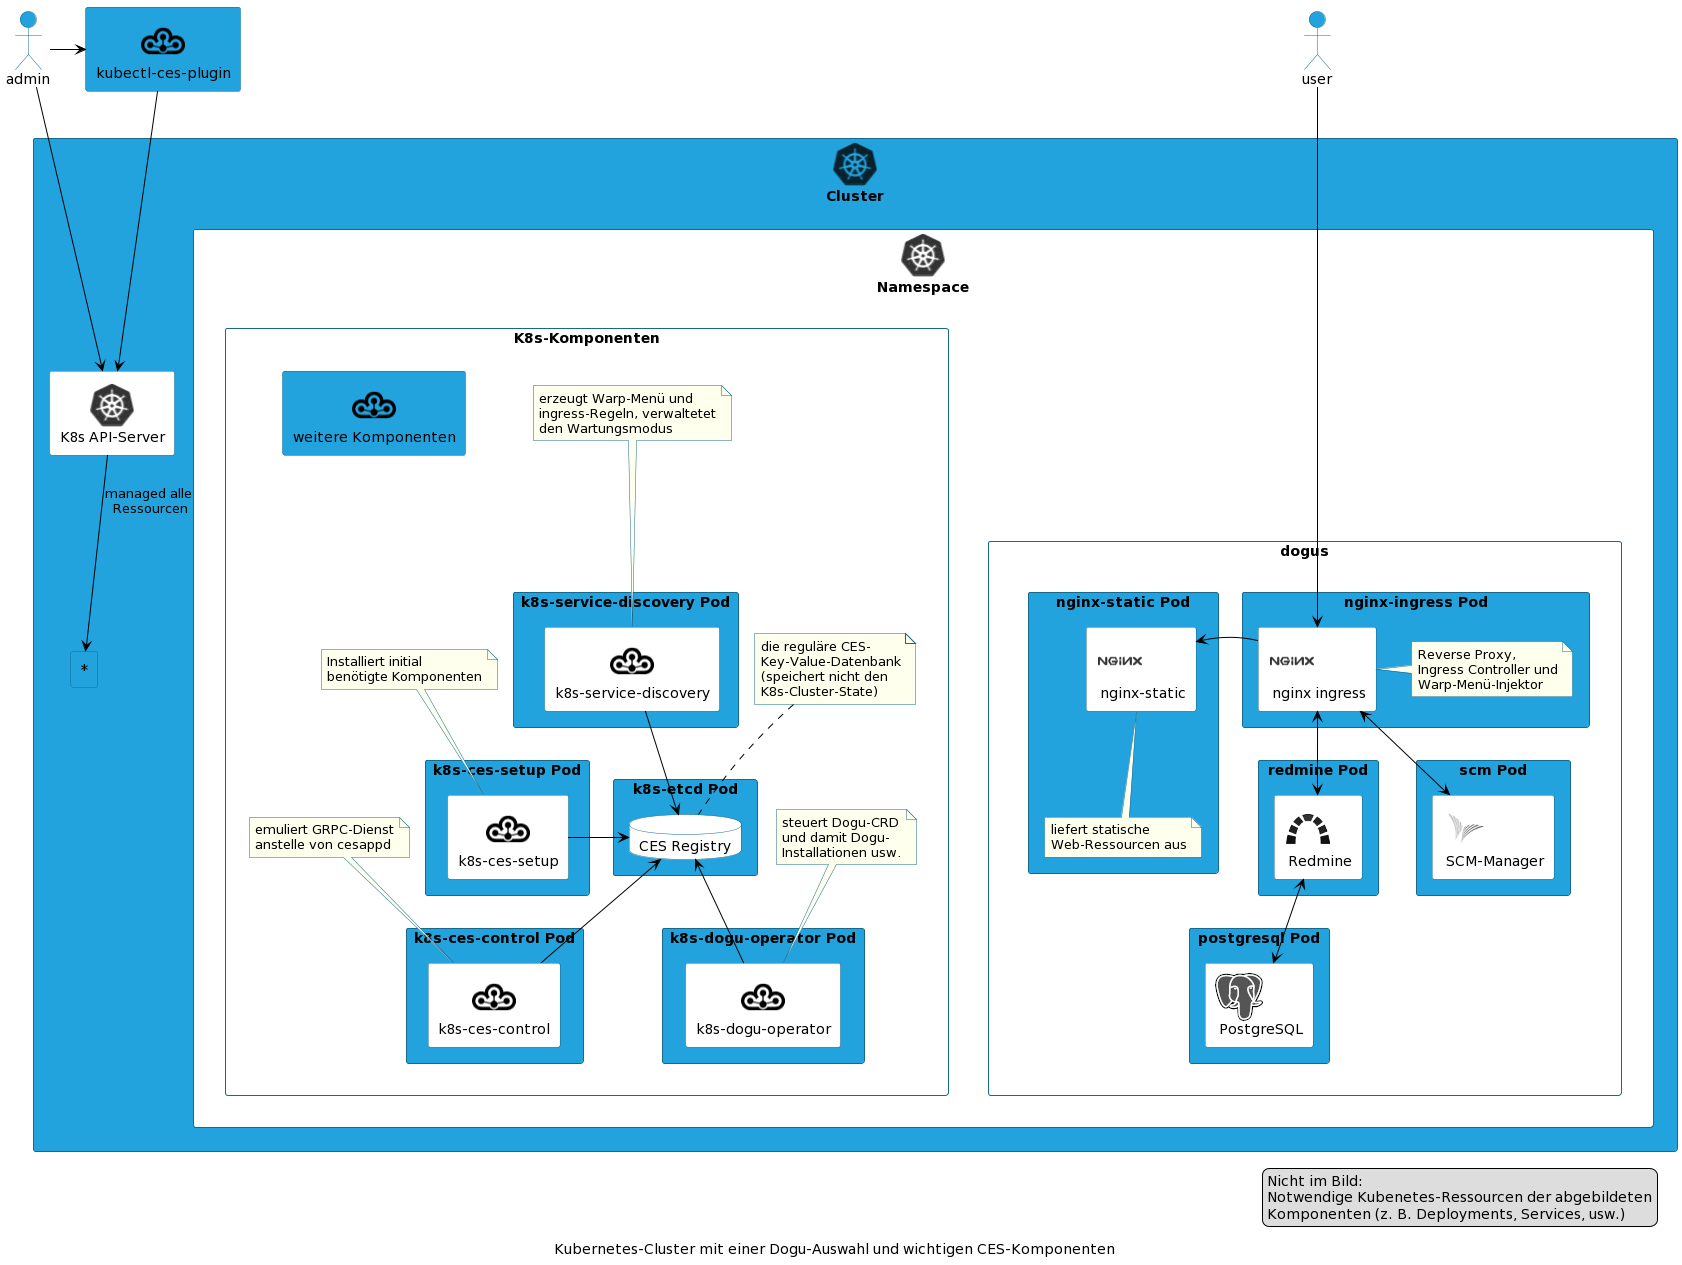 admin
kubectl-ces-plugin
user
Cluster
Namespace
K8s-Komponenten
weitere Komponenten
erzeugt Warp-Menü und
ingress-Regeln, verwaltetet
den Wartungsmodus
K8s API-Server
managed alle
Ressourcen
*
k8s-service-discovery Pod
k8s-service-discovery
die reguläre CES-
Key-Value-Datenbank
(speichert nicht den
K8s-Cluster-State)
Installiert initial
benötigte Komponenten
k8s-ces-setup Pod
k8s-ces-setup
k8s-etcd Pod
CES Registry
emuliert GRPC-Dienst
anstelle von cesappd
steuert Dogu-CRD
und damit Dogu-
Installationen usw.
k8s-ces-control Pod
k8s-ces-control
k8s-dogu-operator Pod
k8s-dogu-operator
dogus
nginx-static Pod
NGINX
nginx-static
nginx-ingress Pod
NGINX
nginx ingress
Reverse Proxy,
Ingress Controller und
Warp-Menü-Injektor
liefert statische
Web-Ressourcen aus
redmine Pod
Redmine
scm Pod
SCM-Manager
postgresql Pod
PostgreSQL
Nicht im Bild:
Notwendige Kubenetes-Ressourcen der abgebildeten
Komponenten (z. B. Deployments, Services, usw.)
Kubernetes-Cluster mit einer Dogu-Auswahl und wichtigen CES-Komponenten